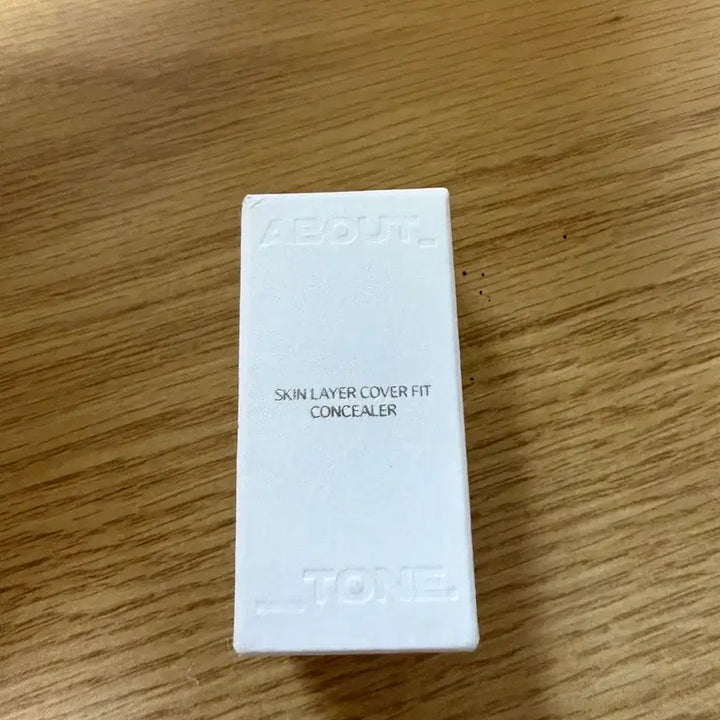 ABOUT_
SKIN LAYER COVER FIT
CONCEALER
_TONE.